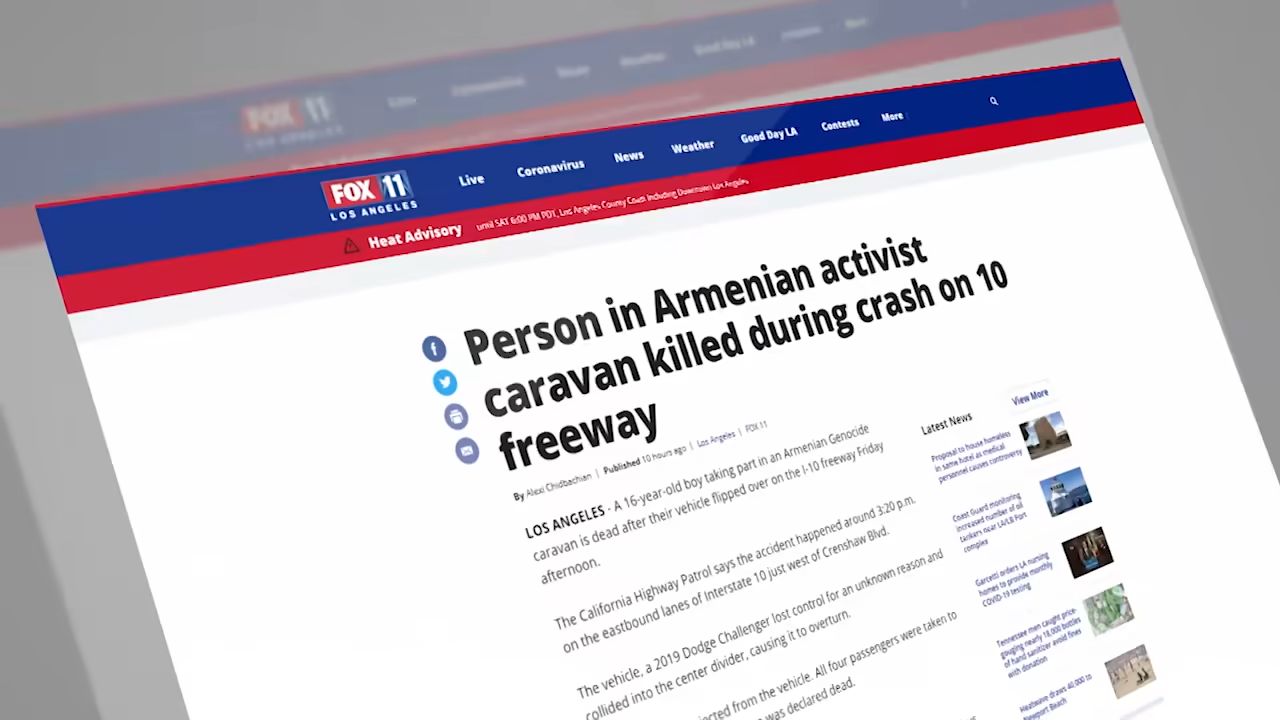 FOX 11
LOS ANGELES
Live
Coronavirus
News
Weather
Good Day LA
Contests
More
Heat Advisory
until SAT 6:00 PM PDT, Los Angeles County Coast Including Downtown Los Angeles
Person in Armenian activist
caravan killed during crash on 10
freeway
By Alexi Chidbachian | Published 10 hours ago | Los Angeles | FOX 11
LOS ANGELES - A 16-year-old boy taking part in an Armenian Genocide
caravan is dead after their vehicle flipped over on the I-10 freeway Friday
afternoon.
The California Highway Patrol says the accident happened around 3:20 p.m.
on the eastbound lanes of Interstate 10 just west of Crenshaw Blvd.
The vehicle, a 2019 Dodge Challenger lost control for an unknown reason and
collided into the center divider, causing it to overturn.
from the vehicle. All four passengers were taken to
was declared dead.
Latest News
View More
Proposal to house homeless
in same hotel as medical
personnel causes controversy
Coast Guard monitoring
increased number of oil
tankers near LA/LB Port
complex
Garcetti orders LA nursing
homes to provide monthly
COVID-19 testing
Tennessee men caught price-
gouging nearly 18,000 bottles
of hand sanitizer avoid fines
with donation
Heatwave draws 40,000 to
Newport Beach